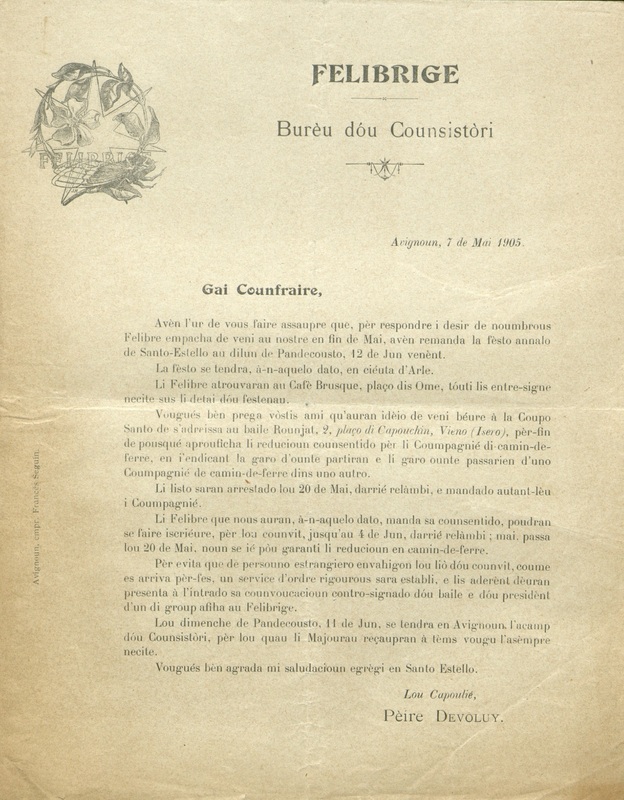 FELIBRIGE
Burèu dóu Counsistòri
FELIBRIGE
Avignoun, 7 de Mai 1905.
Gai Counfraire,
Avèn l'ur de vous faire assaupre que, pèr respondre i desir de noumbrous
Felibre empacha de veni au nostre en fin de Mai, avèn remanda la fèsto annalo
de Santo-Estello au dilun de Pandecousto, 12 de Jun venènt.
La fèsto se tendra, à-n-aquelo dato, en ciéuta d'Arle.
Li Felibre atrouvaran au Cafè Brusque, plaço dis Ome, tóuti lis entre-signe
necite sus li detai dóu festenau.
Vougués bèn prega vòstis ami qu'auran idèio de veni béure à la Coupo
Santo de s'adreissa au baile Rounjat, 2, plaço di Capouchin, Vieno (Isero), pèr-fin
de pousqué aproufîcha li reducioun counsentido pèr li Coumpagnié di camin-de-
ferre, en i'endicant la garo d'ounte partiran e li garo ounte passarien d'uno
Coumpagnié de camin-de-ferre dins uno autro.
Li listo saran arrestado lou 20 de Mai, darrié relàmbi, e mandado autant-lèu
i Coumpagnié.
Li Felibre que nous auran, à-n-aquelo dato, manda sa counsentido, poudran
se faire iscriéure, pèr lou counvit, jusqu'au 4 de Jun, darrié relàmbi ; mai, passa
lou 20 de Mai, noun se ié pòu garanti li reducioun en camin-de-ferre.
Pèr evita que de persouno estrangiero envahigon lou liò dóu counvit, coume
es arriva pèr-fes, un service d'ordre rigourous sara establi, e lis aderènt déuran
presenta à l'intrado sa counvoucacioun contro-signado dóu baile e dóu presidènt
d'un di group afiha au Felibrige.
Lou dimenche de Pandecousto, 11 de Jun, se tendra en Avignoun, l'acamp
dóu Counsistòri, pèr lou quau li Majourau reçaupran à tèms vougu l'asèmpre
necite.
Vougués bèn agrada mi saludacioun egrègi en Santo Estello.
Lou Capoulié,
Pèire DEVOLUY.
Avignoun, empr. Francés Seguin.